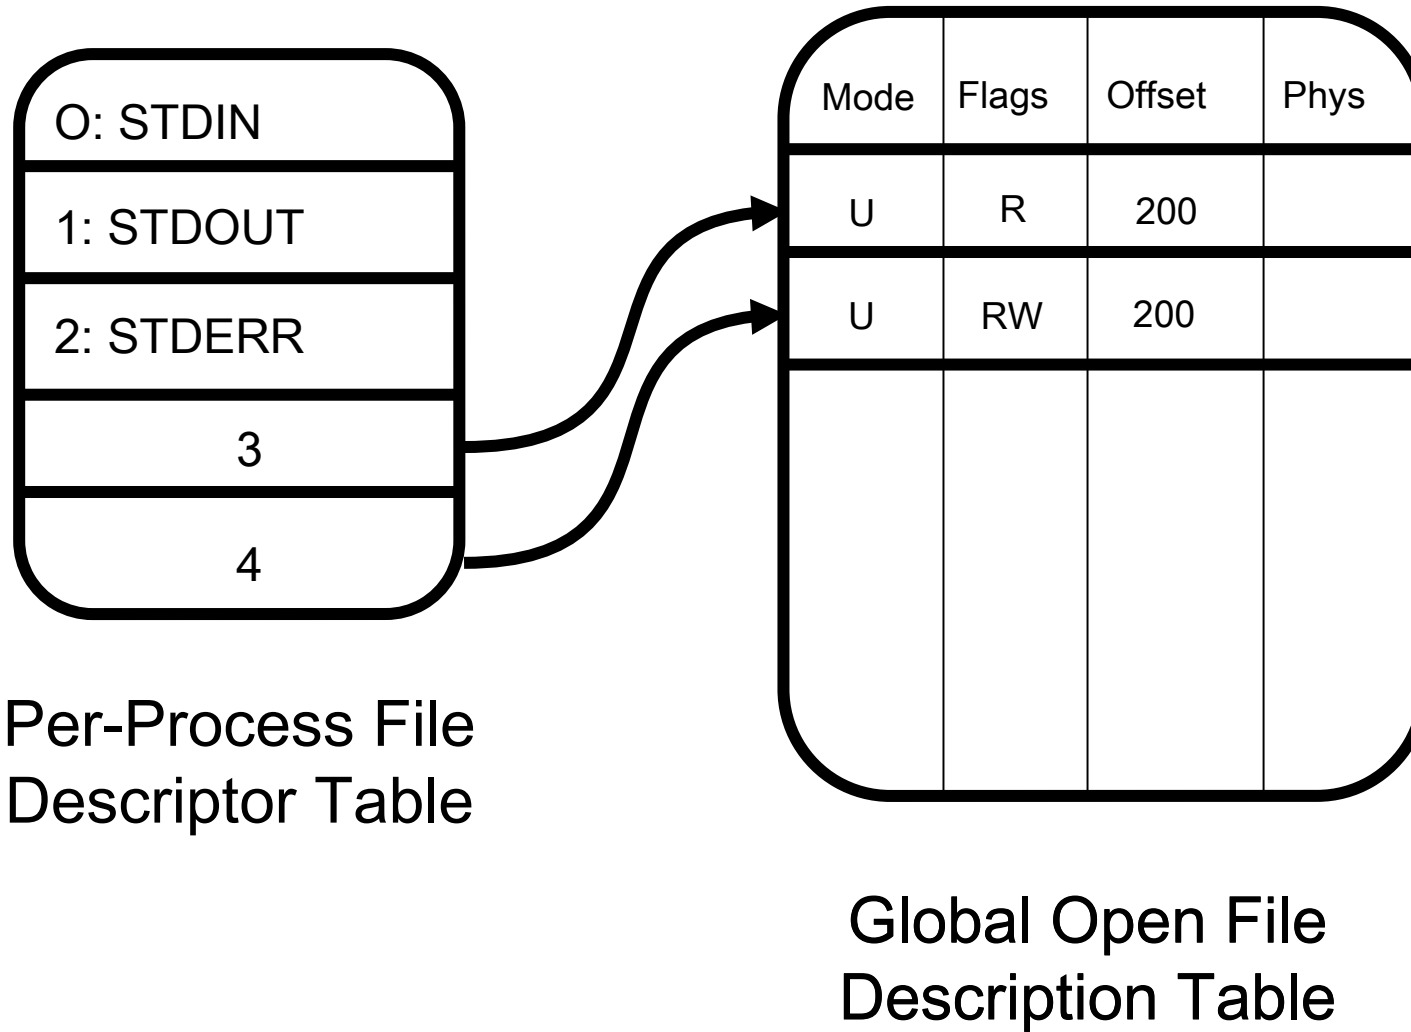 O: STDIN
1: STDOUT
2: STDERR
3
4
Per-Process File
Descriptor Table
Mode Flags Offset Phys
U R 200
U RW 200
Global Open File
Description Table